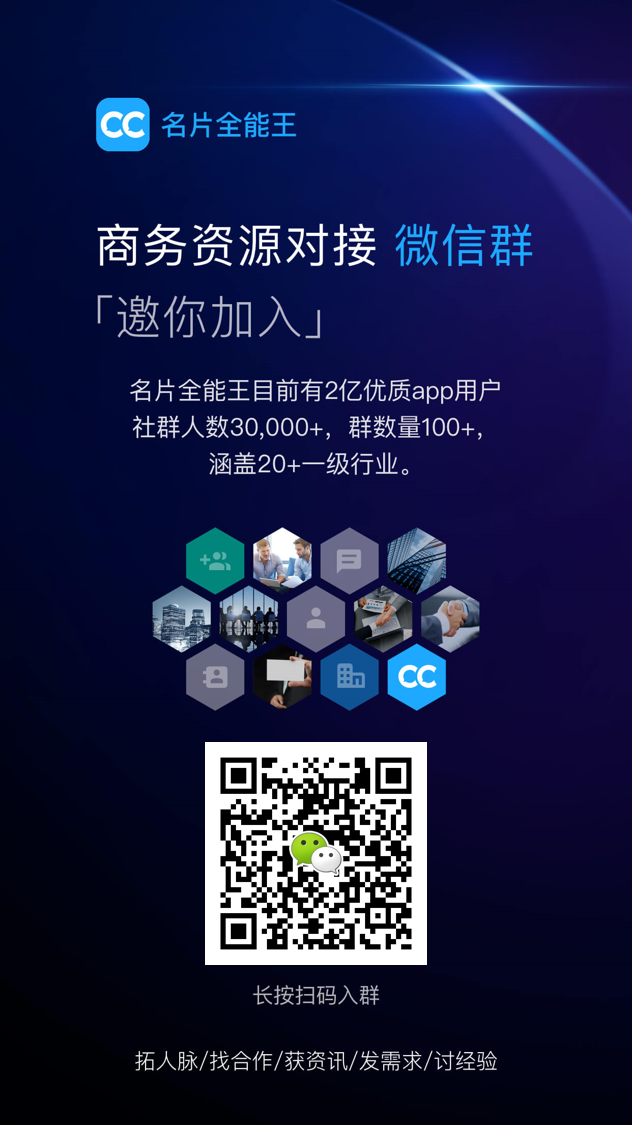 CC 名片全能王
商务资源对接 微信群
「邀你加入」
名片全能王目前有2亿优质app用户
社群人数30,000+，群数量100+，
涵盖20+一级行业。
CC
长按扫码入群
拓人脉/找合作/获资讯/发需求/讨经验